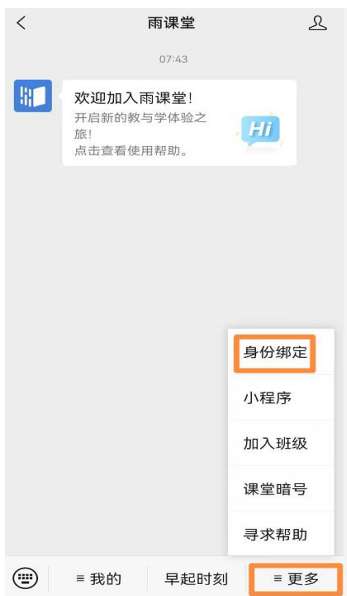 雨课堂
07:43
欢迎加入雨课堂!
开启新的教与学体验之
旅!
点击查看使用帮助。
Hi
身份绑定
小程序
加入班级
课堂暗号
寻求帮助
≡ 我的 早起时刻 ≡ 更多